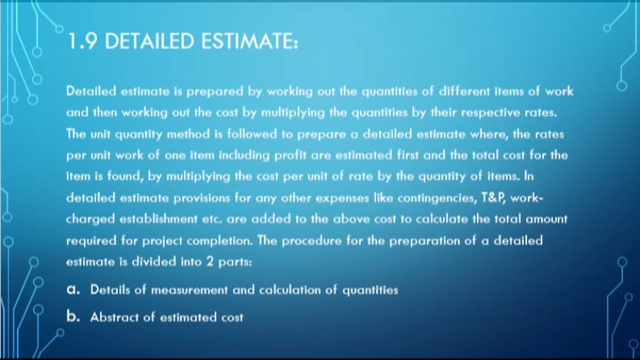 1.9 DETAILED ESTIMATE:
Detailed estimate is prepared by working out the quantities of different items of work
and then working out the cost by multiplying the quantities by their respective rates.
The unit quantity method is followed to prepare a detailed estimate where, the rates
per unit work of one item including profit are estimated first and the total cost for the
item is found, by multiplying the cost per unit of rate by the quantity of items. In
detailed estimate provisions for any other expenses like contingencies, T&P, work-
charged establishment etc. are added to the above cost to calculate the total amount
required for project completion. The procedure for the preparation of a detailed
estimate is divided into 2 parts:
a. Details of measurement and calculation of quantities
b. Abstract of estimated cost